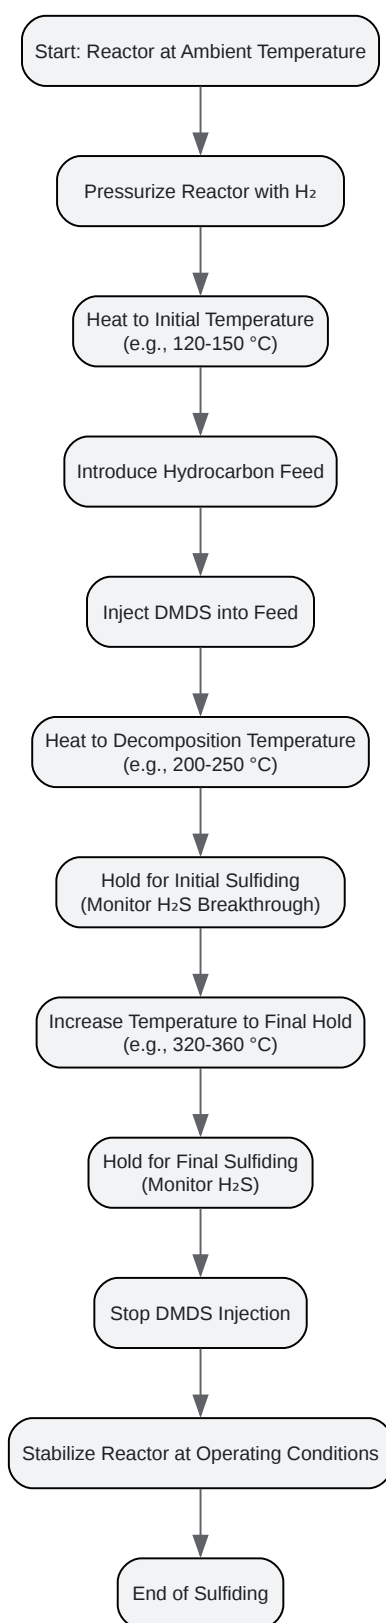 Start: Reactor at Ambient Temperature
Pressurize Reactor with H₂
Heat to Initial Temperature
(e.g., 120-150 °C)
Introduce Hydrocarbon Feed
Inject DMDS into Feed
Heat to Decomposition Temperature
(e.g., 200-250 °C)
Hold for Initial Sulfiding
(Monitor H₂S Breakthrough)
Increase Temperature to Final Hold
(e.g., 320-360 °C)
Hold for Final Sulfiding
(Monitor H₂S)
Stop DMDS Injection
Stabilize Reactor at Operating Conditions
End of Sulfiding